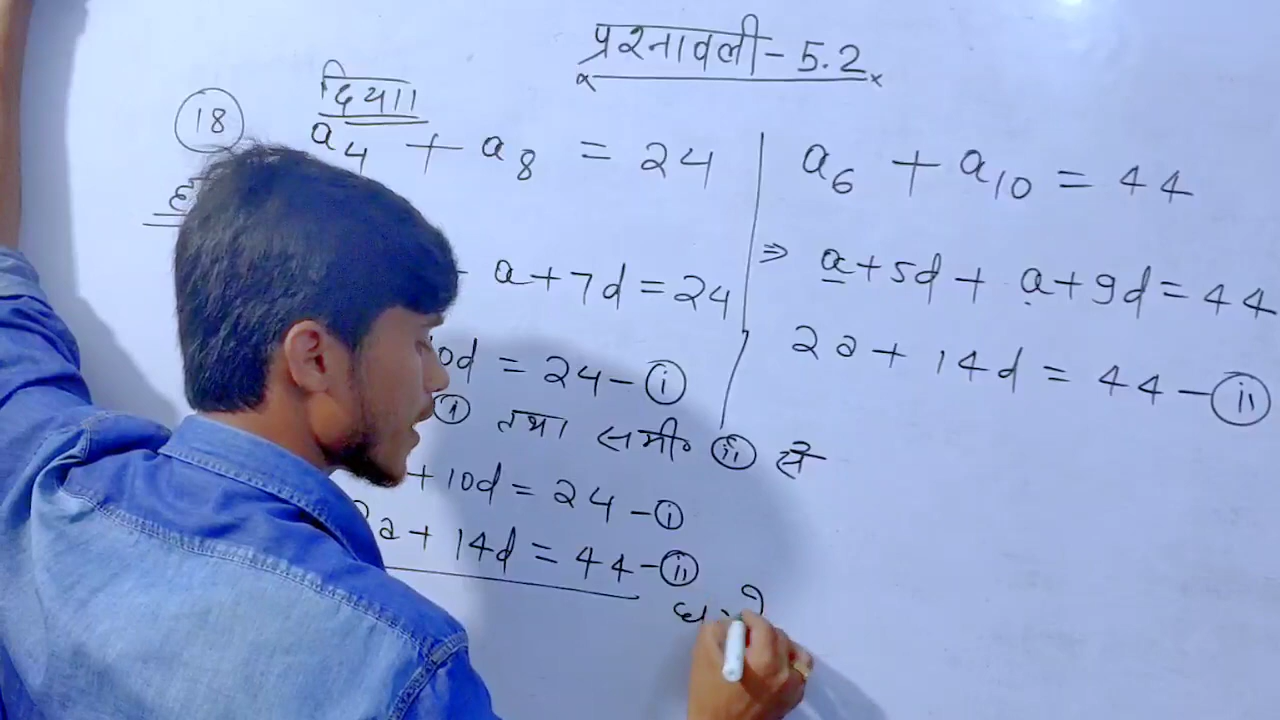 प्रश्नावली - 5.2
18 दिया।
a₄ + a₈ = 24
a + 7d = 24
0d = 24 - (i)
a₆ + a₁₀ = 44
⇒ a + 5d + a + 9d = 44
2a + 14d = 44 - (ii)
(i) तथा समी० (ii) से
+ 10d = 24 - (i)
2a + 14d = 44 - (ii)